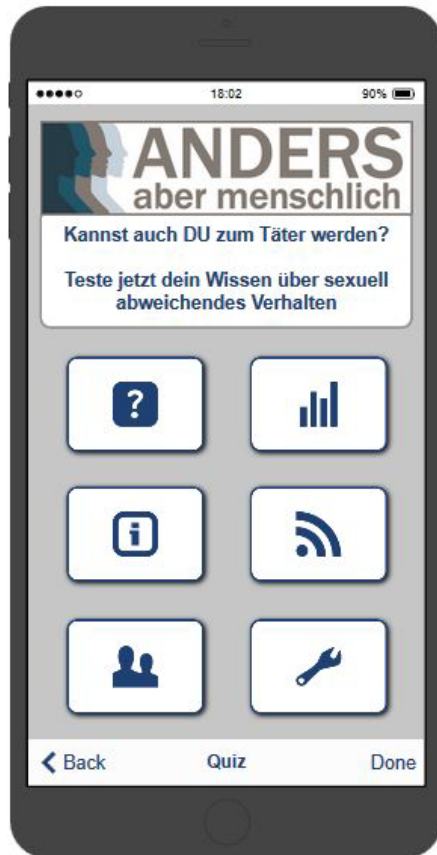 18:02
90%
ANDERS
aber menschlich
Kannst auch DU zum Täter werden?
Teste jetzt dein Wissen über sexuell
abweichendes Verhalten
?
i
Back
Quiz
Done